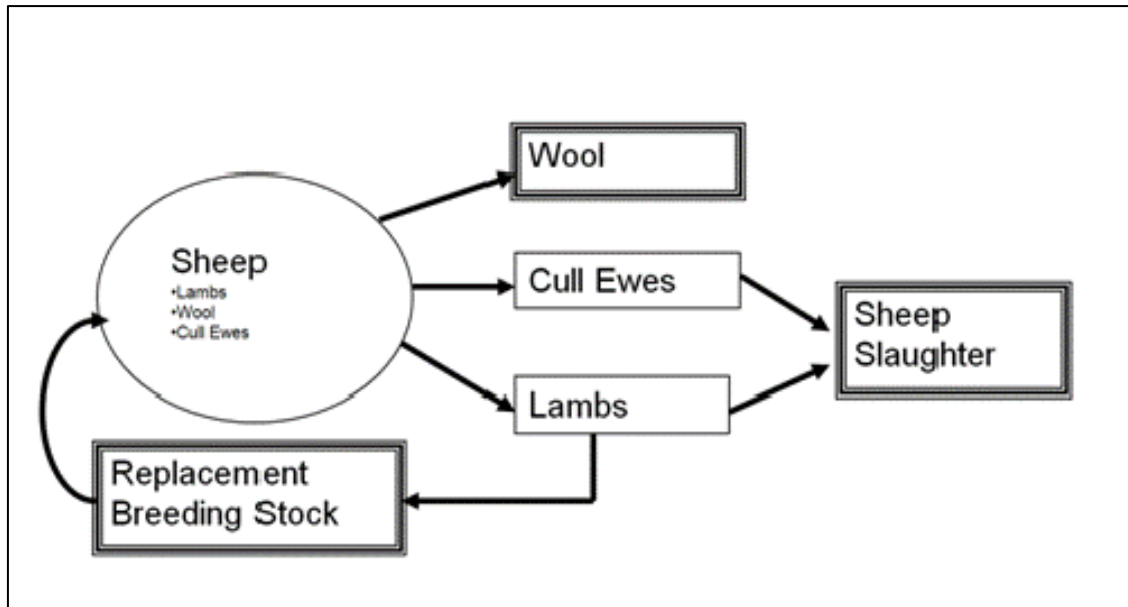 Wool
Sheep
•Lambs
•Wool
•Cull Ewes
Cull Ewes
Sheep
Slaughter
Lambs
Replacement
Breeding Stock